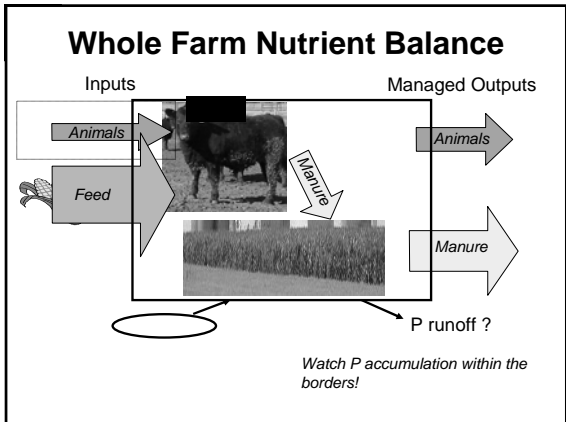 Whole Farm Nutrient Balance
Inputs
Managed Outputs
Animals
Animals
Feed
Manure
Manure
P runoff ?
Watch P accumulation within the
borders!